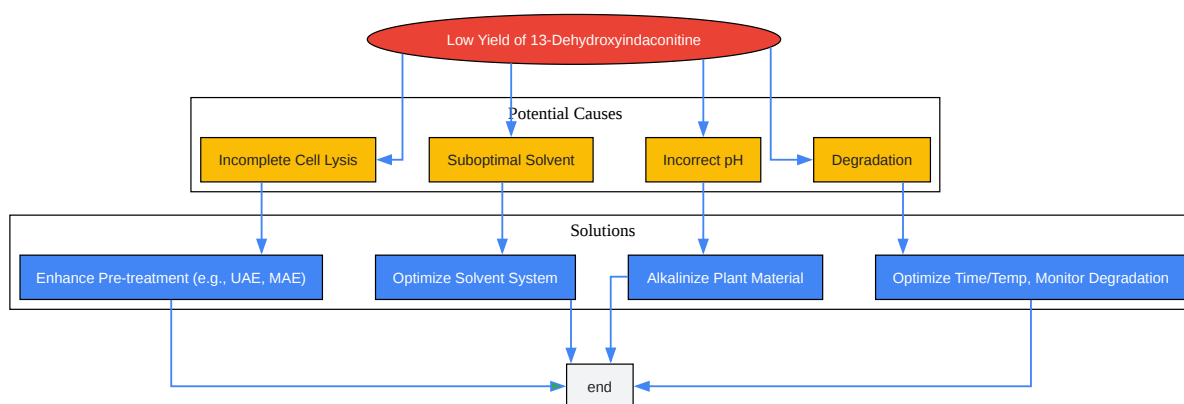 Low Yield of 13-Dehydroxyindaconitine
Potential Causes
Incomplete Cell Lysis
Suboptimal Solvent
Incorrect pH
Degradation
Solutions
Enhance Pre-treatment (e.g., UAE, MAE)
Optimize Solvent System
Alkalinize Plant Material
Optimize Time/Temp, Monitor Degradation
end